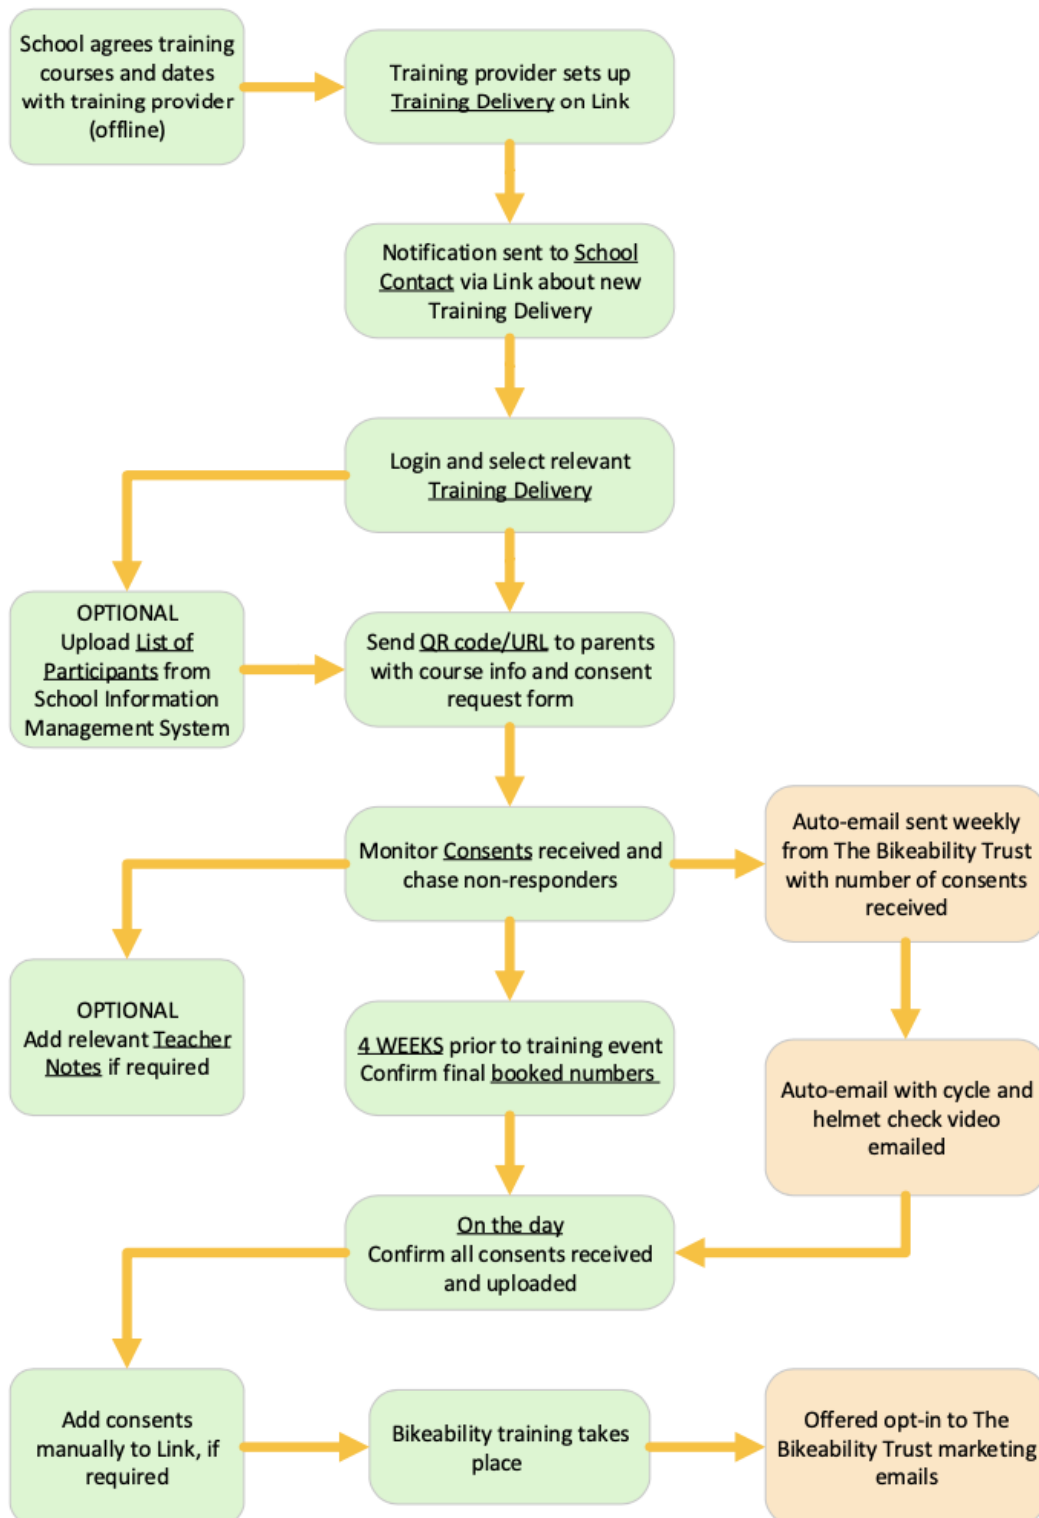 School agrees training
courses and dates
with training provider
(offline)
Training provider sets up
Training Delivery on Link
Notification sent to School
Contact via Link about new
Training Delivery
Login and select relevant
Training Delivery
OPTIONAL
Upload List of
Participants from
School Information
Management System
Send QR code/URL to parents
with course info and consent
request form
Monitor Consents received and
chase non-responders
Auto-email sent weekly
from The Bikeability Trust
with number of consents
received
OPTIONAL
Add relevant Teacher
Notes if required
4 WEEKS prior to training event
Confirm final booked numbers
Auto-email with cycle and
helmet check video
emailed
On the day
Confirm all consents received
and uploaded
Add consents
manually to Link, if
required
Bikeability training takes
place
Offered opt-in to The
Bikeability Trust marketing
emails